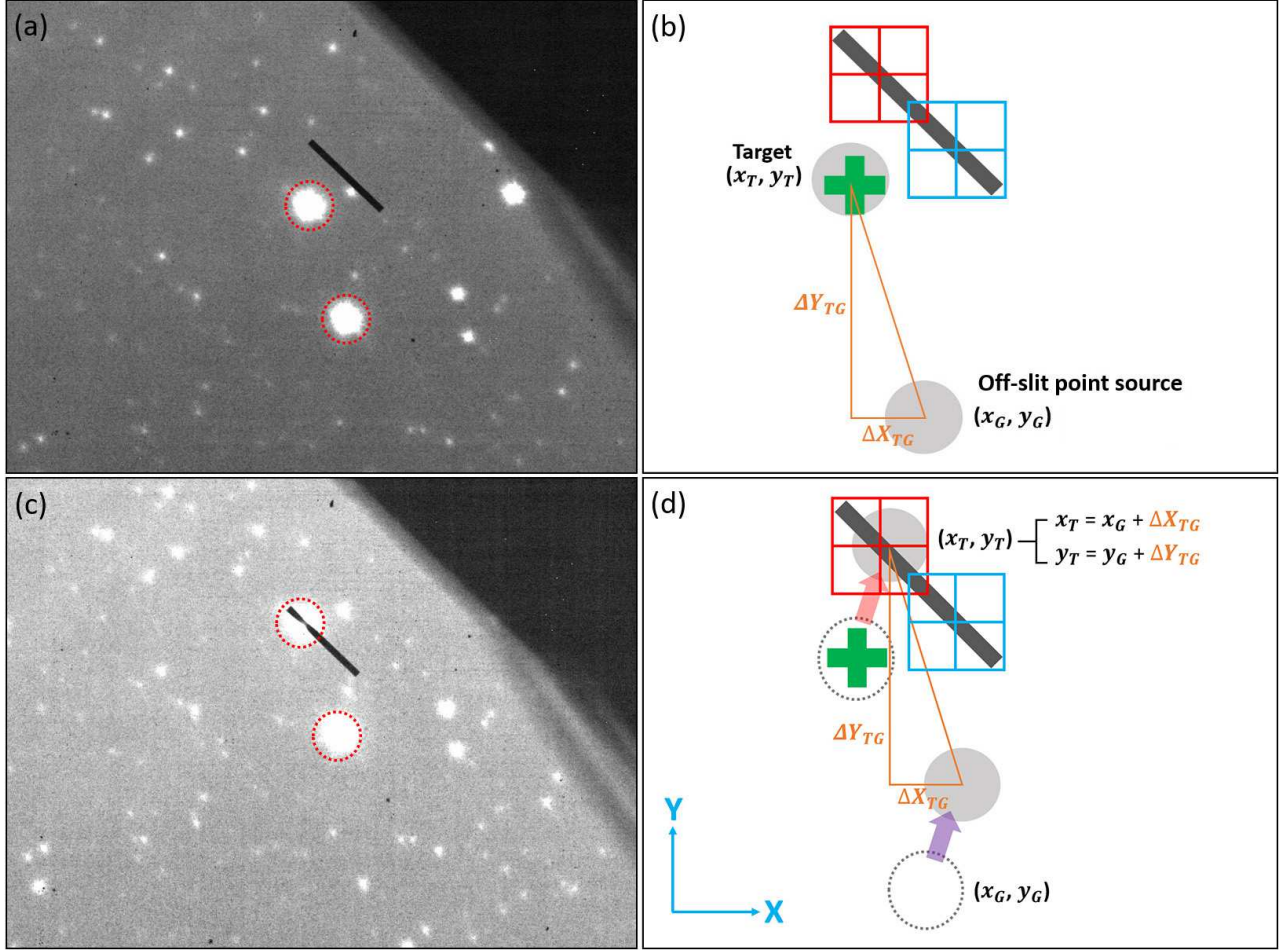 (a)
(b)
Target
(x_T, y_T)
ΔY_TG
Off-slit point source
(x_G, y_G)
ΔX_TG
(c)
(d)
(x_T, y_T)
x_T = x_G + ΔX_TG
y_T = y_G + ΔY_TG
ΔY_TG
ΔX_TG
Y
X
(x_G, y_G)